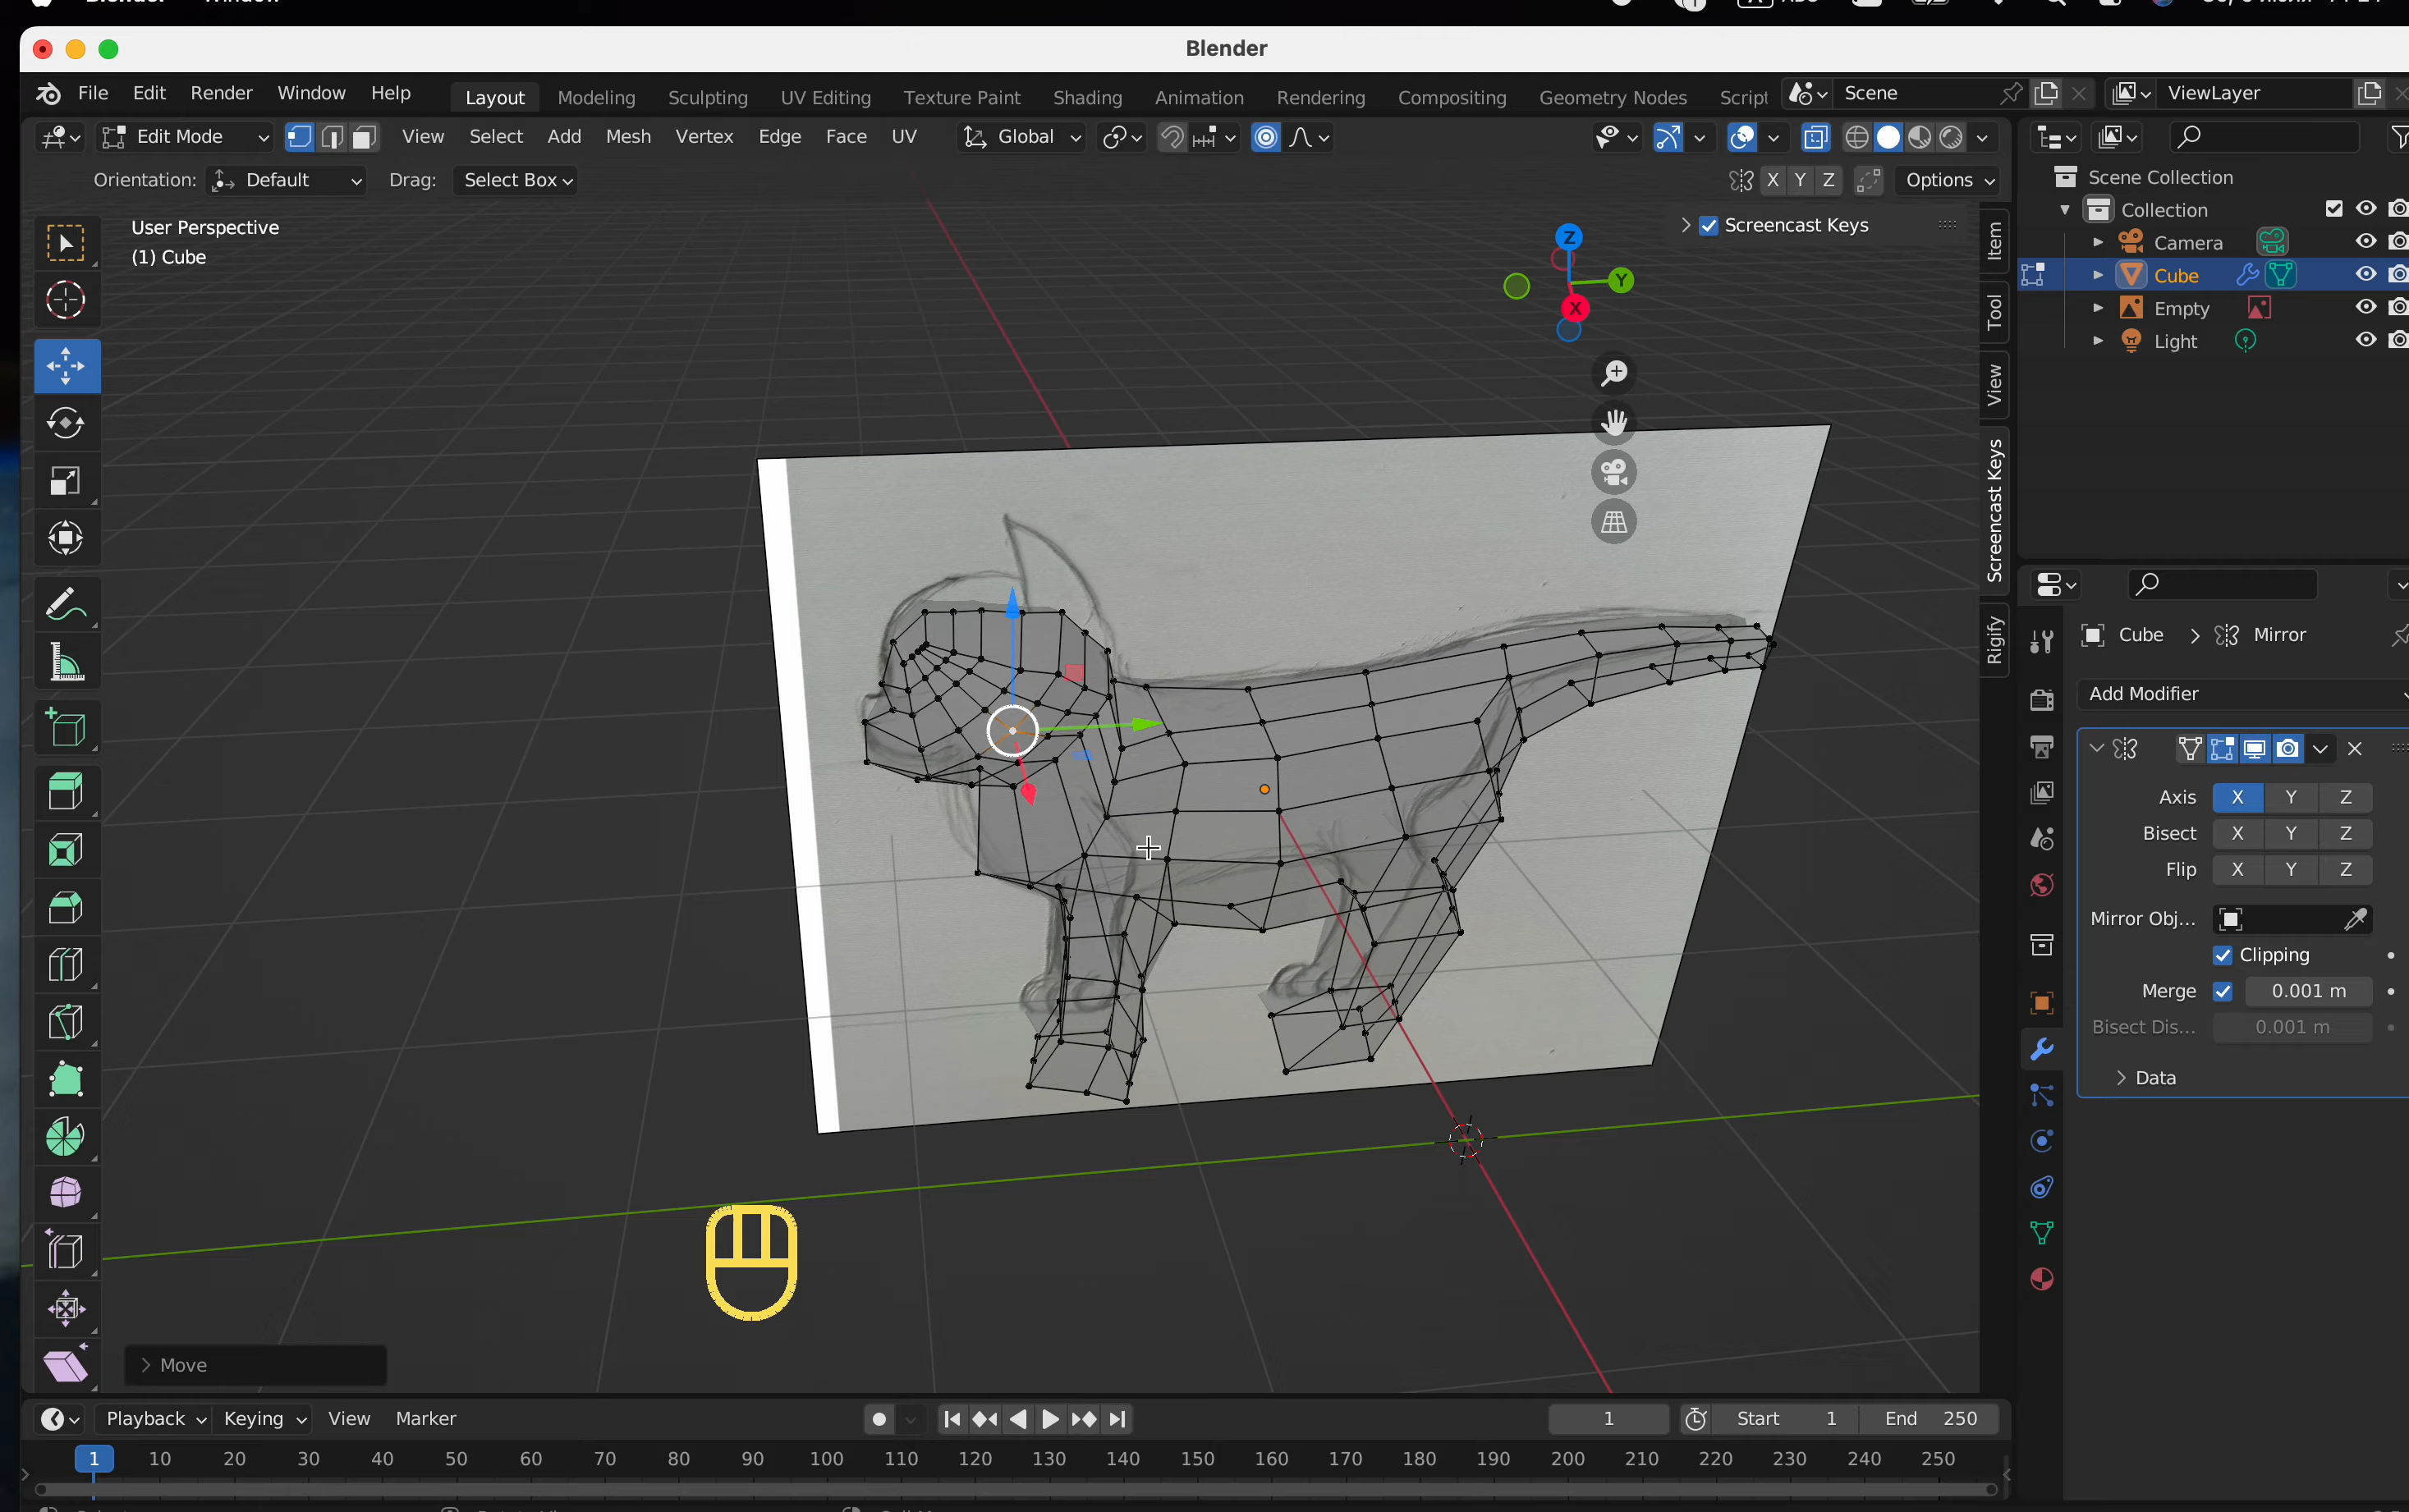 Blender
File Edit Render Window Help Layout Modeling Sculpting UV Editing Texture Paint Shading Animation Rendering Compositing Geometry Nodes Script Scene ViewLayer
Edit Mode View Select Add Mesh Vertex Edge Face UV Global
Orientation: Default Drag: Select Box X Y Z Options
User Perspective
(1) Cube
Screencast Keys
Z
Y
X
Item
Tool
View
Screencast Keys
Rigify
Scene Collection
Collection
Camera
Cube
Empty
Light
Cube > Mirror
Add Modifier
Axis X Y Z
Bisect X Y Z
Flip X Y Z
Mirror Obj...
Clipping
Merge 0.001 m
Bisect Dis... 0.001 m
Data
Move
Playback Keying View Marker 1 Start 1 End 250
1 10 20 30 40 50 60 70 80 90 100 110 120 130 140 150 160 170 180 190 200 210 220 230 240 250